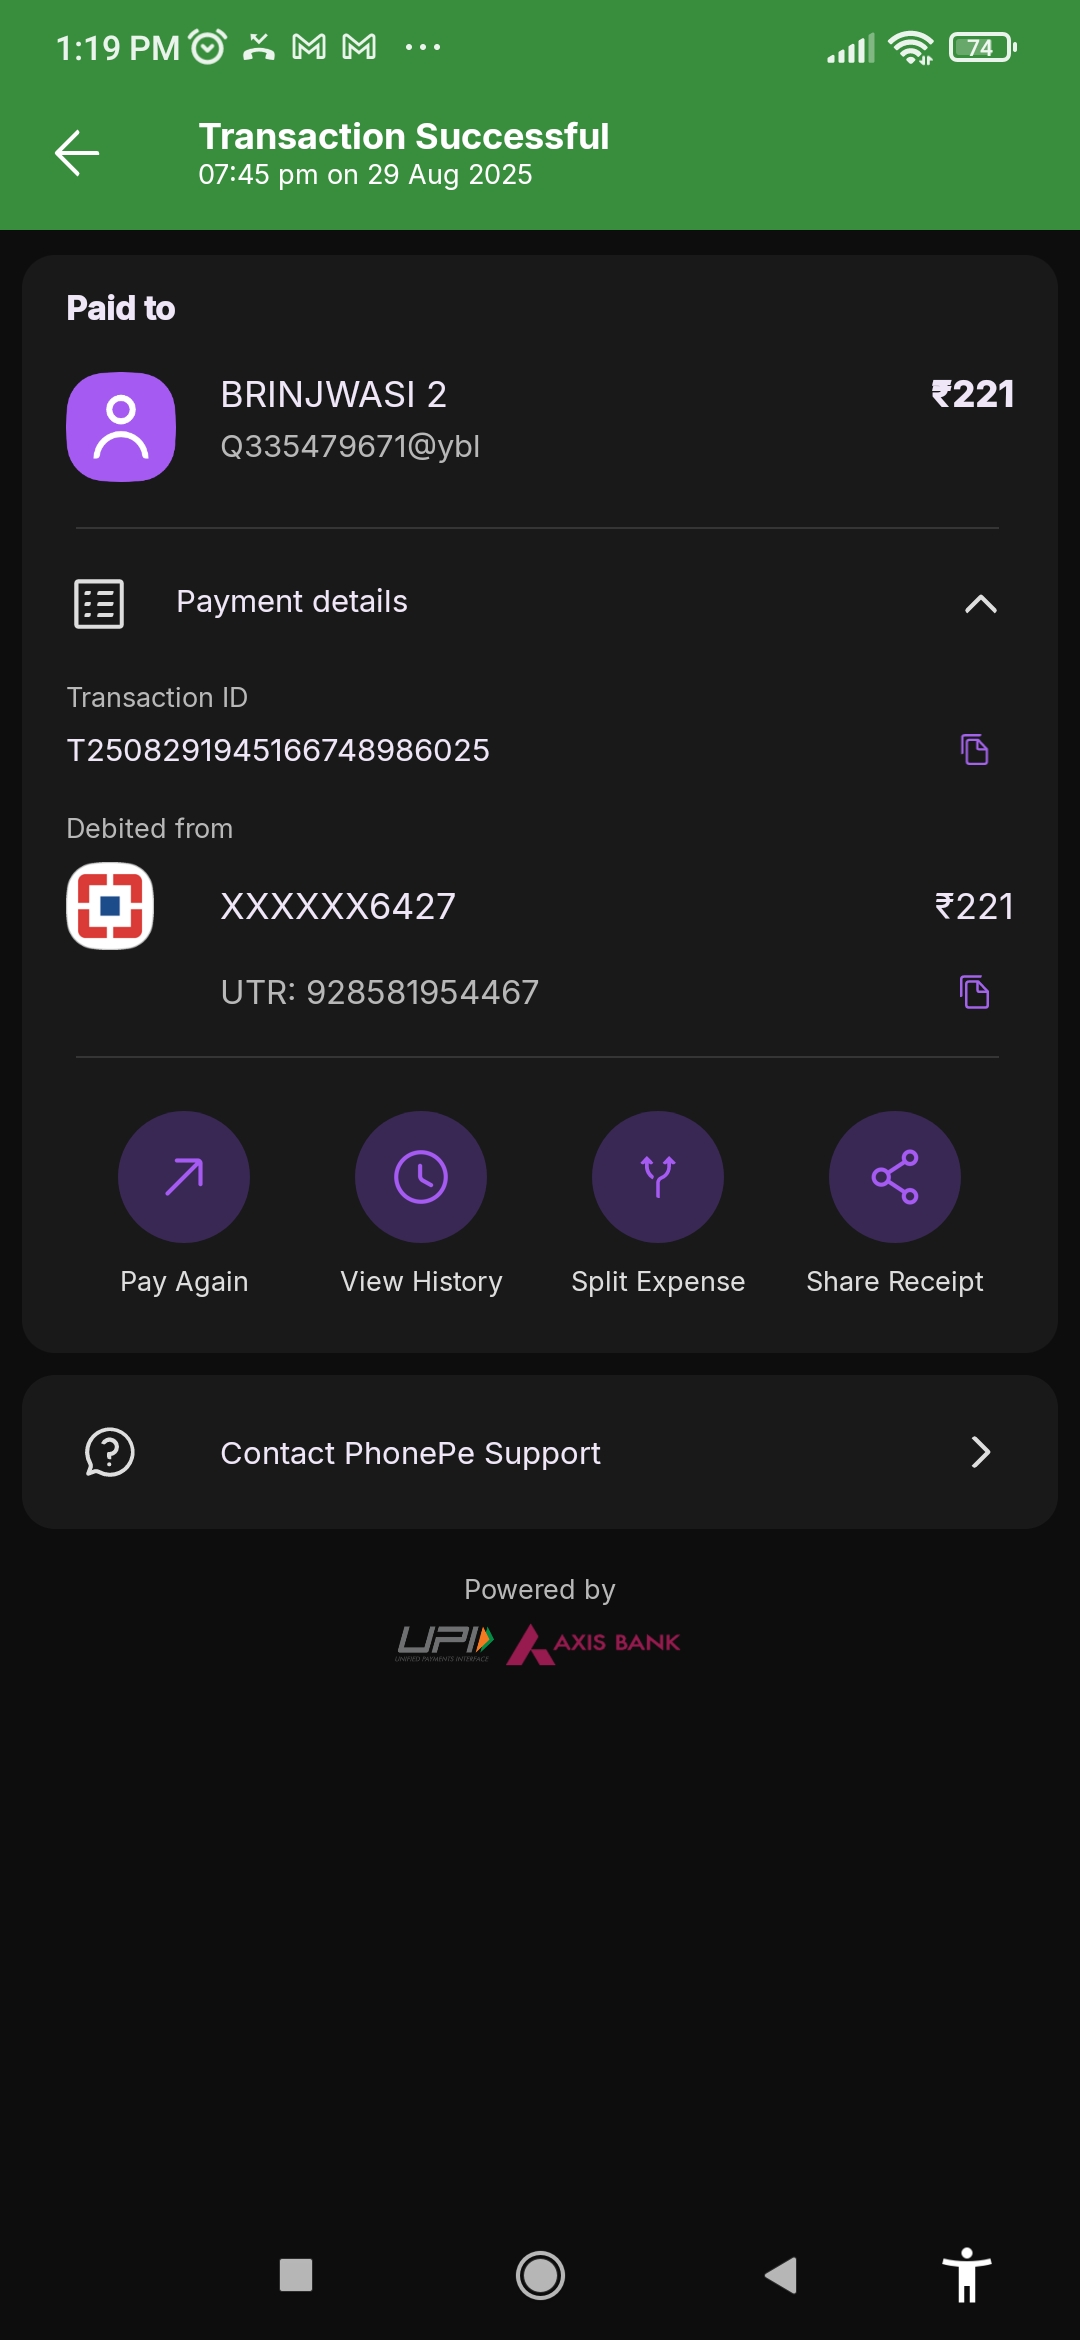 1:19 PM
74
Transaction Successful
07:45 pm on 29 Aug 2025
Paid to
BRINJWASI 2
₹221
Q335479671@ybl
Payment details
Transaction ID
T2508291945166748986025
Debited from
XXXXXX6427
₹221
UTR: 928581954467
Pay Again
View History
Split Expense
Share Receipt
Contact PhonePe Support
Powered by
UPI
UNIFIED PAYMENTS INTERFACE
AXIS BANK